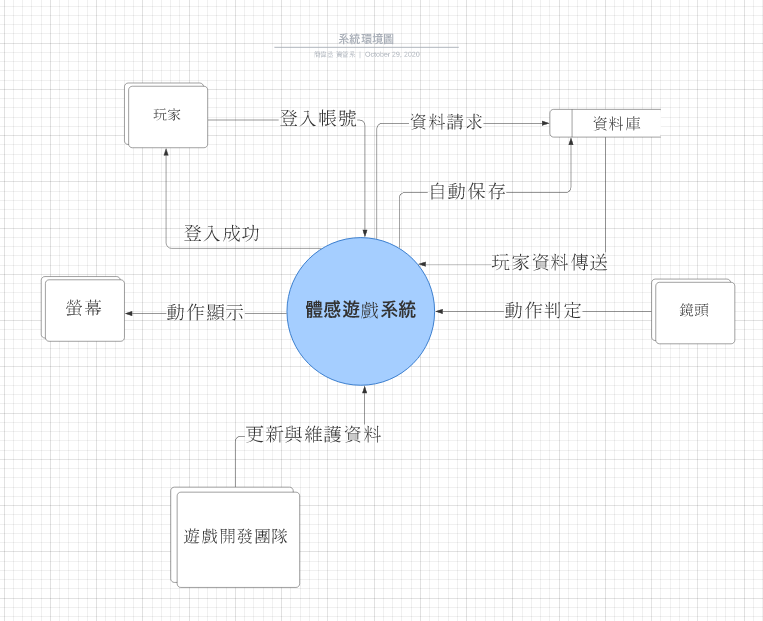 系統環境圖
October 29, 2020
玩家
登入帳號
資料請求
資料庫
自動保存
登入成功
玩家資料傳送
螢幕
動作顯示
體感遊戲系統
動作判定
鏡頭
更新與維護資料
遊戲開發團隊